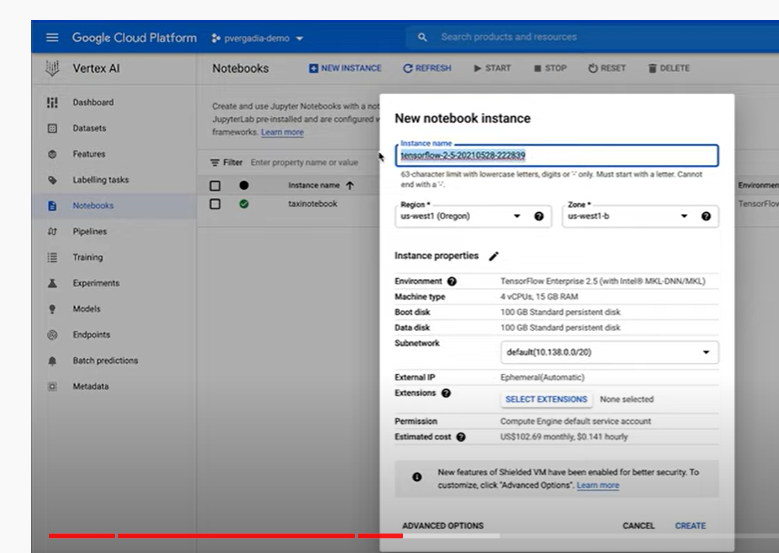 Google Cloud Platform
pvergadia-demo
Search products and resources
Vertex AI
Notebooks
NEW INSTANCE
REFRESH
START
STOP
RESET
DELETE
Dashboard
Datasets
Features
Labelling tasks
Notebooks
Pipelines
Training
Experiments
Models
Endpoints
Batch predictions
Metadata
Create and use Jupyter Notebooks with a not
JupyterLab pre-installed and are configured w
frameworks. Learn more
Filter Enter property name or value
Instance name
Environmen
taxinotebook
TensorFlow
New notebook instance
Instance name
tensorflow-2-5-20210528-222839
63-character limit with lowercase letters, digits or '-' only. Must start with a letter. Cannot
end with a '-'.
Region *
us-west1 (Oregon)
Zone *
us-west1-b
Instance properties
Environment TensorFlow Enterprise 2.5 (with Intel® MKL-DNN/MKL)
Machine type 4 vCPUs, 15 GB RAM
Boot disk 100 GB Standard persistent disk
Data disk 100 GB Standard persistent disk
Subnetwork
default(10.138.0.0/20)
External IP Ephemeral(Automatic)
Extensions SELECT EXTENSIONS None selected
Permission Compute Engine default service account
Estimated cost US$102.69 monthly, $0.141 hourly
New features of Shielded VM have been enabled for better security. To
customize, click "Advanced Options". Learn more
ADVANCED OPTIONS
CANCEL
CREATE